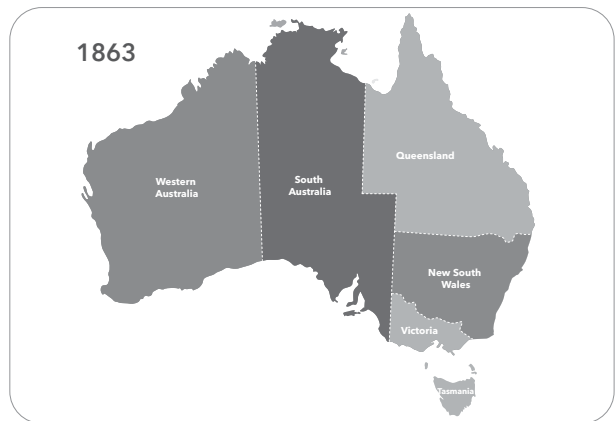 1863
Queensland
Western
Australia
South
Australia
New South
Wales
Victoria
Tasmania